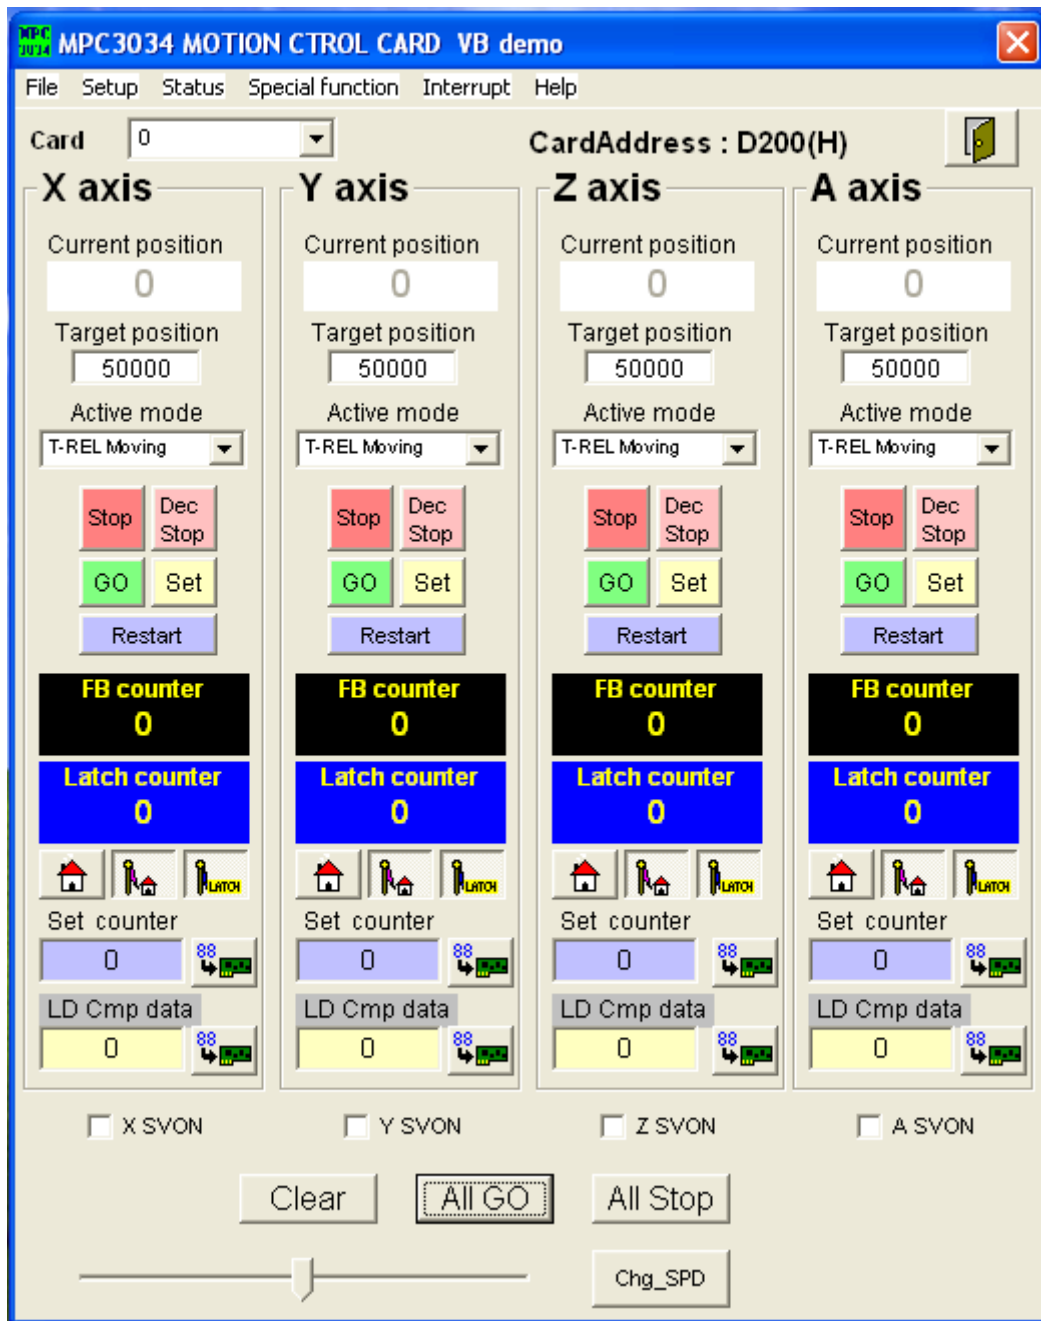 MPC
3034 MPC3034 MOTION CTROL CARD VB demo
File Setup Status Special function Interrupt Help
Card 0 CardAddress : D200(H)
X axis Y axis Z axis A axis
Current position Current position Current position Current position
0 0 0 0
Target position Target position Target position Target position
50000 50000 50000 50000
Active mode Active mode Active mode Active mode
T-REL Moving T-REL Moving T-REL Moving T-REL Moving
Stop Dec Stop Stop Dec Stop Stop Dec Stop Stop Dec Stop
GO Set GO Set GO Set GO Set
Restart Restart Restart Restart
FB counter FB counter FB counter FB counter
0 0 0 0
Latch counter Latch counter Latch counter Latch counter
0 0 0 0
LATCH LATCH LATCH LATCH
Set counter Set counter Set counter Set counter
0 88 0 88 0 88 0 88
LD Cmp data LD Cmp data LD Cmp data LD Cmp data
0 88 0 88 0 88 0 88
X SVON Y SVON Z SVON A SVON
Clear All GO All Stop
Chg_SPD